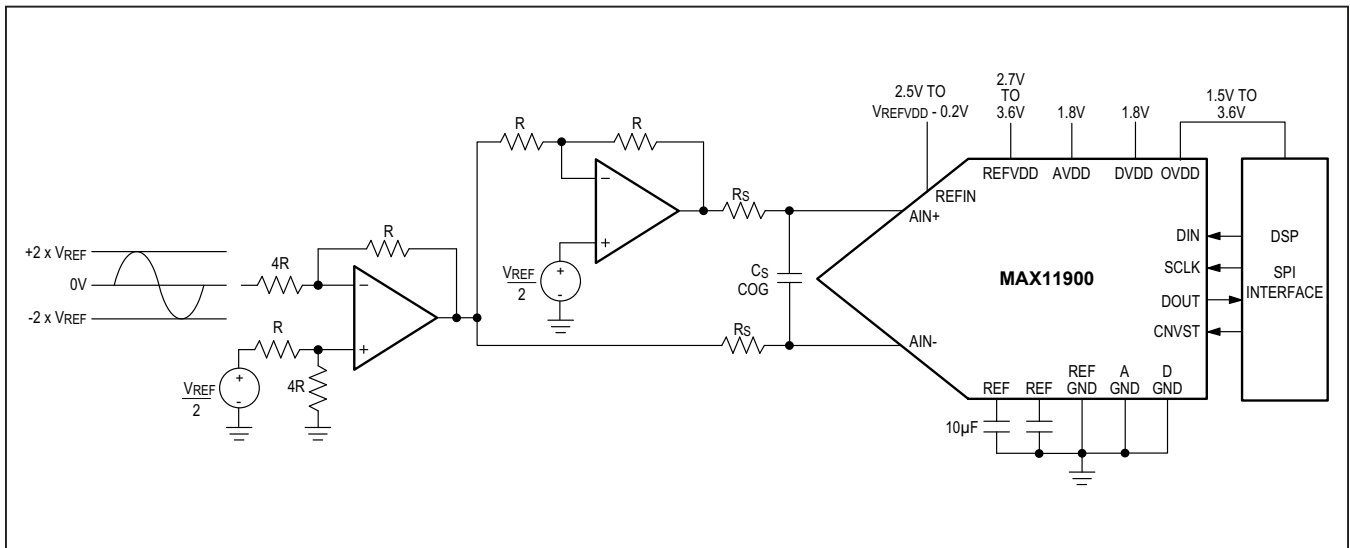 +2 x VREF
0V
-2 x VREF
4R
R
R
VREF
2
4R
R
R
VREF
2
RS
RS
CS
COG
2.5V TO
VREFVDD - 0.2V
2.7V
TO
3.6V
1.8V
1.8V
1.5V TO
3.6V
REFIN
REFVDD
AVDD
DVDD
OVDD
AIN+
AIN-
MAX11900
DIN
SCLK
DOUT
CNVST
DSP
SPI
INTERFACE
REF
REF
REF
GND
A
GND
D
GND
10µF